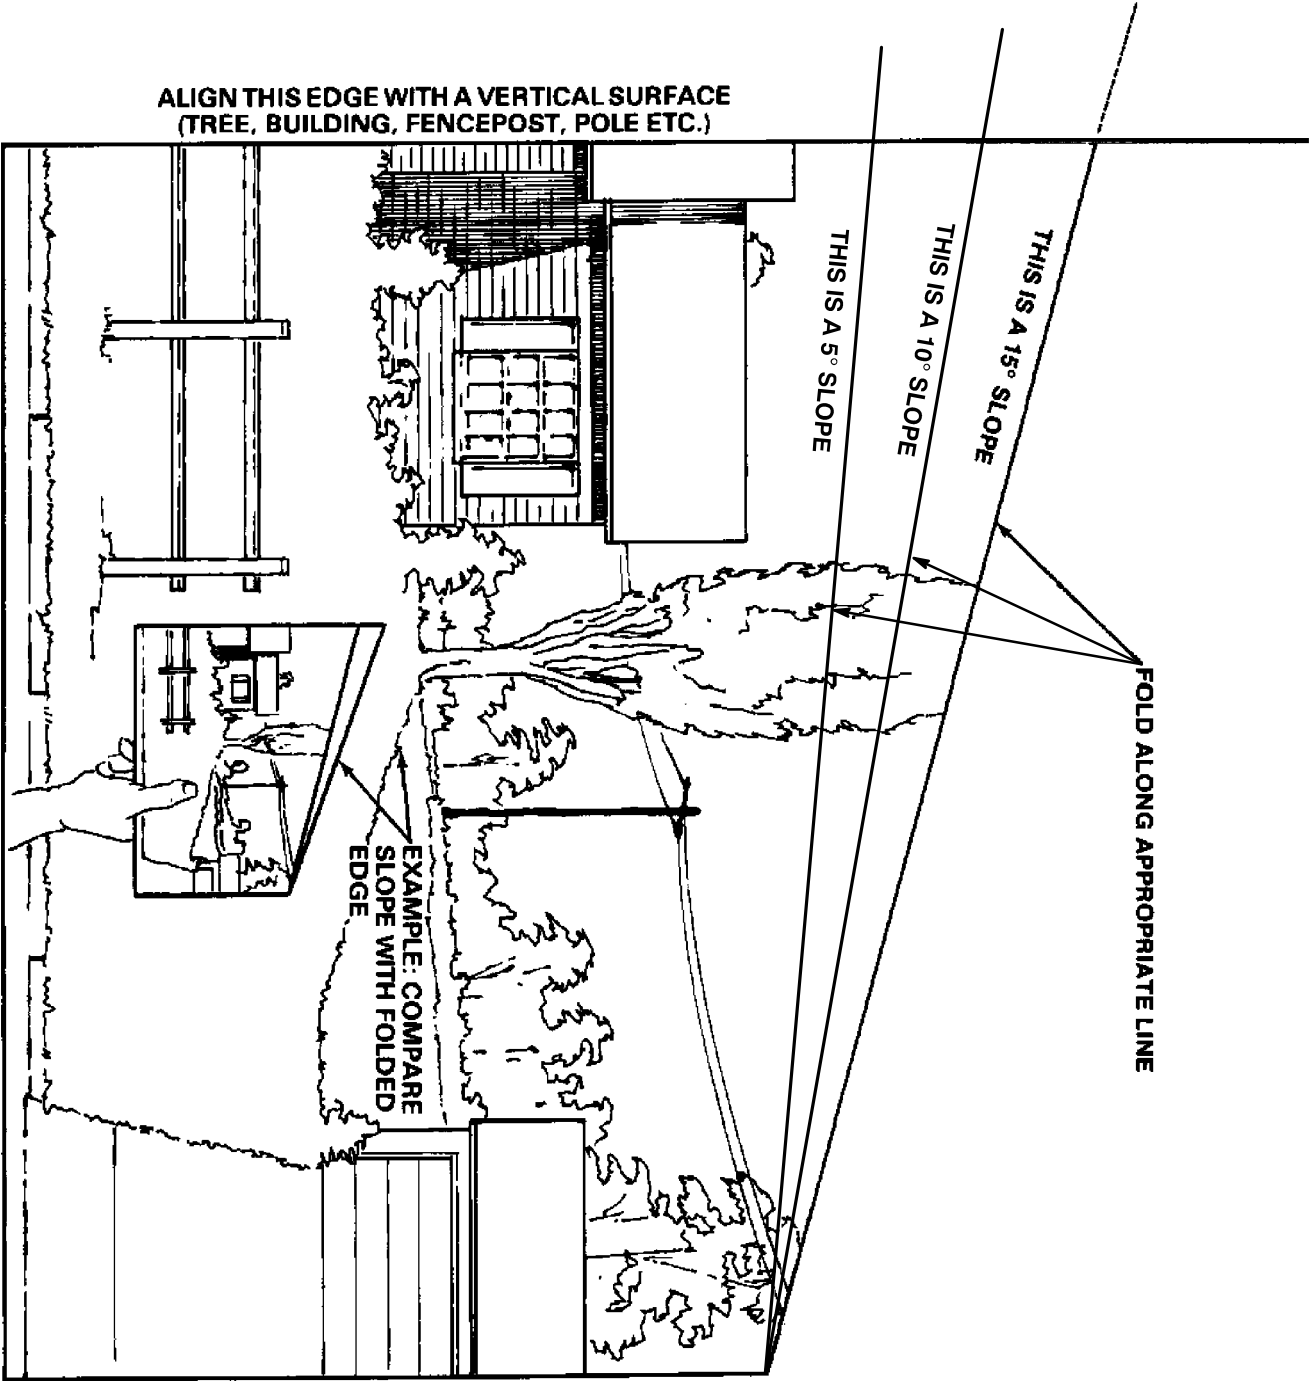 ALIGN THIS EDGE WITH A VERTICAL SURFACE
(TREE, BUILDING, FENCEPOST, POLE ETC.)
THIS IS A 5° SLOPE
THIS IS A 10° SLOPE
THIS IS A 15° SLOPE
FOLD ALONG APPROPRIATE LINE
EXAMPLE: COMPARE
SLOPE WITH FOLDED
EDGE